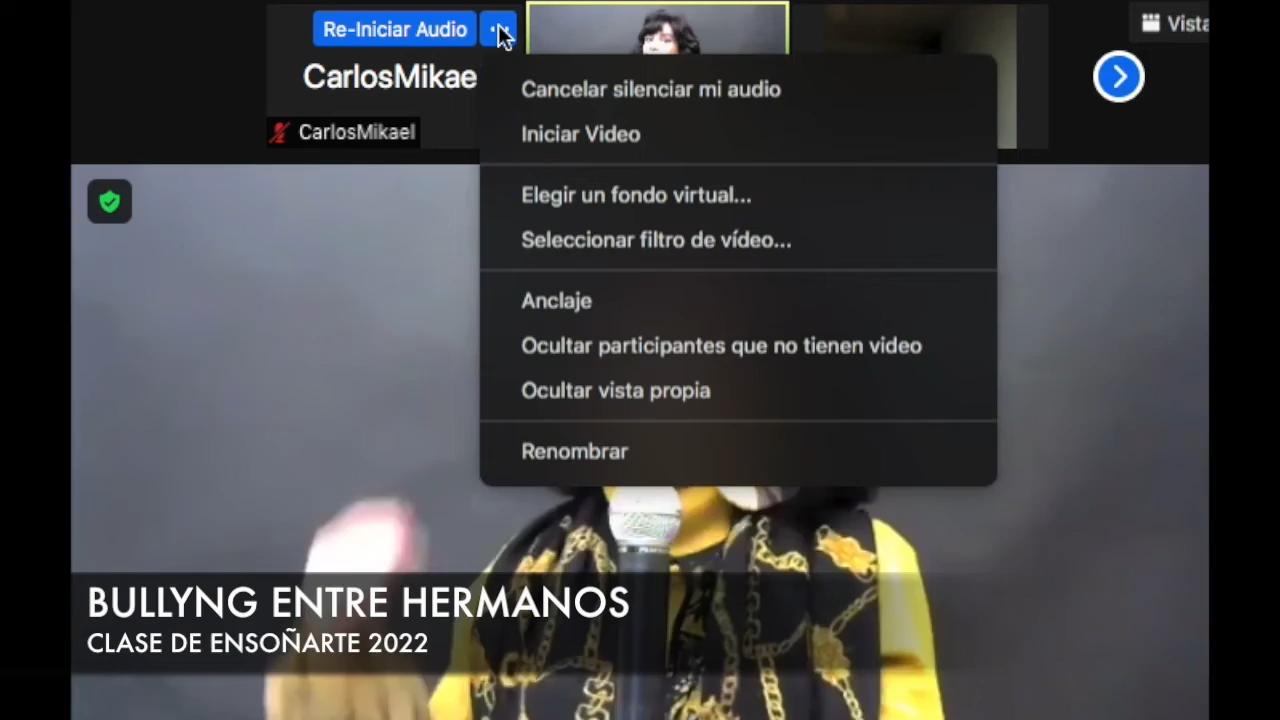 Re-Iniciar Audio
Vista
CarlosMikae
CarlosMikael
Cancelar silenciar mi audio
Iniciar Video
Elegir un fondo virtual...
Seleccionar filtro de vídeo...
Anclaje
Ocultar participantes que no tienen video
Ocultar vista propia
Renombrar
BULLYNG ENTRE HERMANOS
CLASE DE ENSOÑARTE 2022